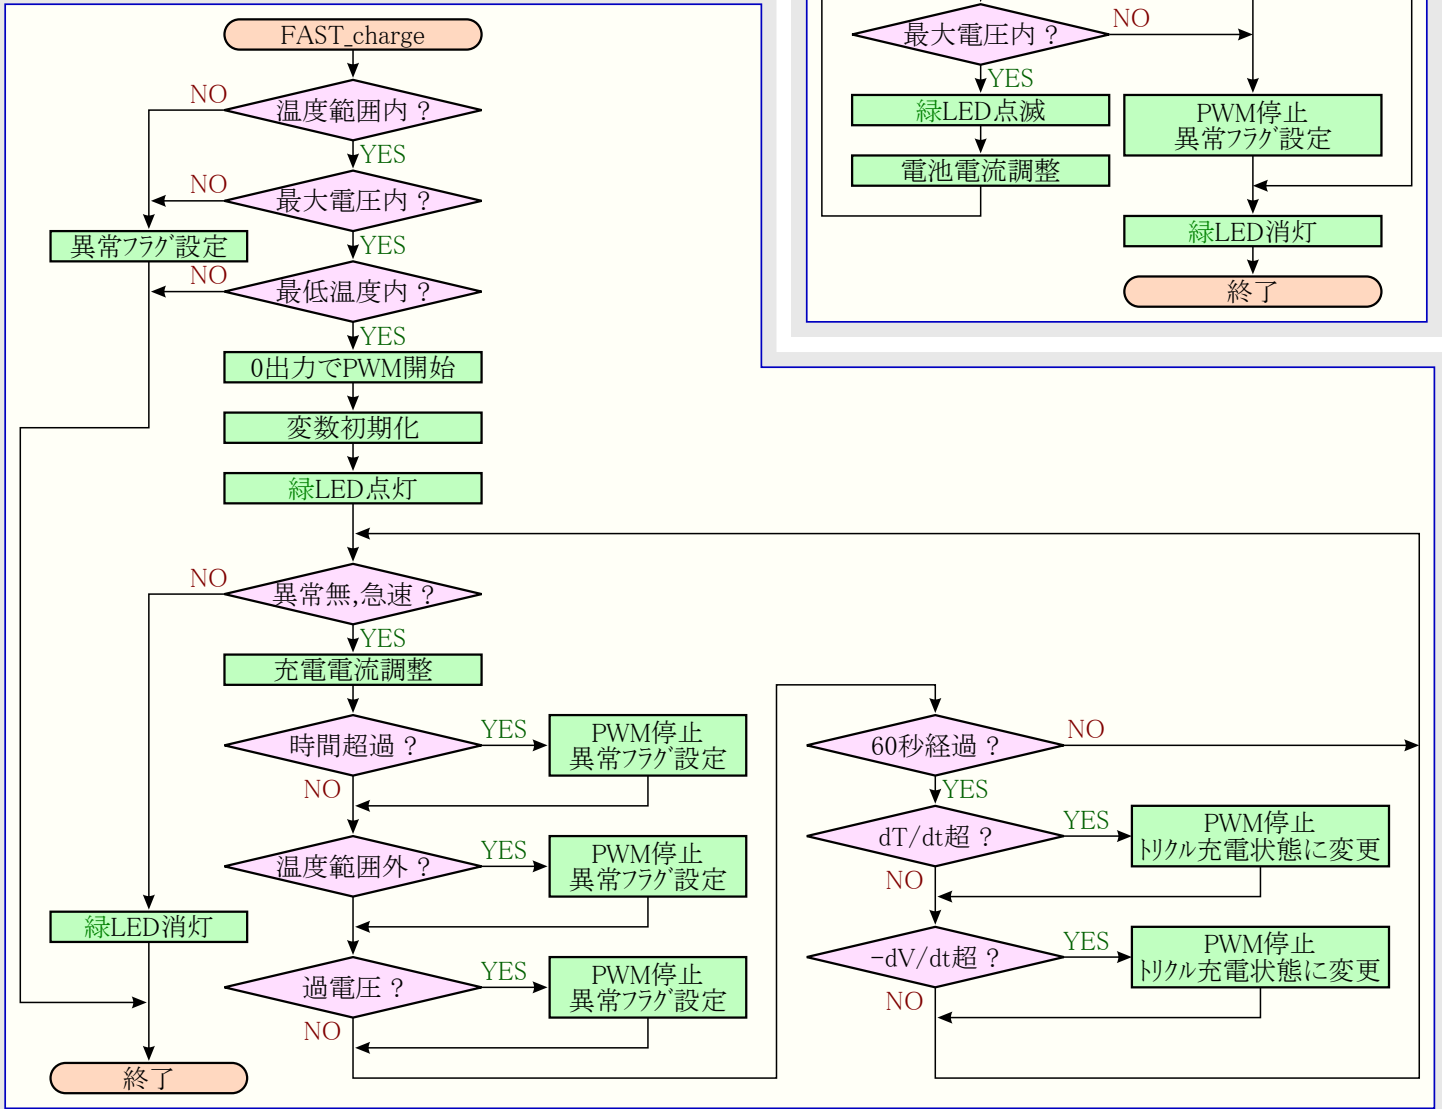 FAST_charge
温度範囲内？
NO
YES
最大電圧内？
NO
YES
異常フラグ設定
最低温度内？
NO
YES
0出力でPWM開始
変数初期化
緑LED点灯
異常無,急速？
NO
YES
充電電流調整
時間超過？
YES
PWM停止
異常フラグ設定
NO
温度範囲外？
YES
PWM停止
異常フラグ設定
緑LED消灯
過電圧？
YES
PWM停止
異常フラグ設定
NO
終了
60秒経過？
NO
YES
dT/dt超？
YES
PWM停止
トリクル充電状態に変更
NO
-dV/dt超？
YES
PWM停止
トリクル充電状態に変更
NO
最大電圧内？
NO
YES
緑LED点滅
電池電流調整
PWM停止
異常フラグ設定
緑LED消灯
終了